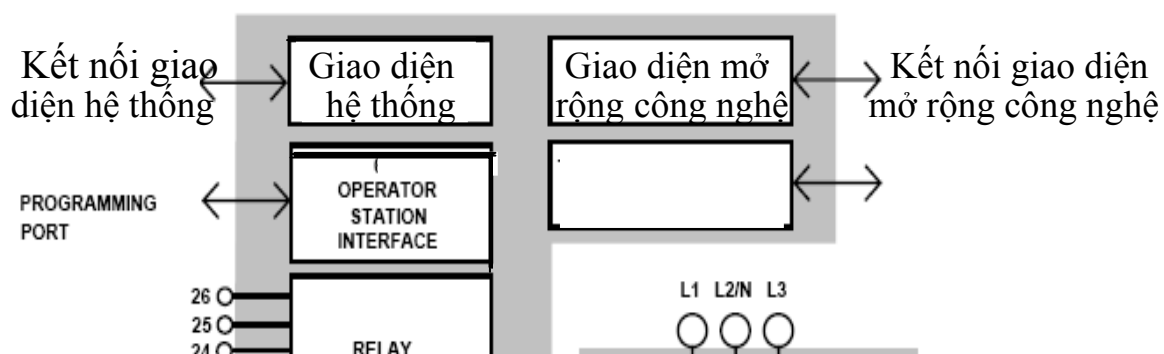 Kết nối giao
diện hệ thống
Giao diện
hệ thống
Giao diện mở
rộng công nghệ
Kết nối giao diện
mở rộng công nghệ
PROGRAMMING
PORT
OPERATOR
STATION
INTERFACE
26
25
24
RELAY
L1 L2/N L3